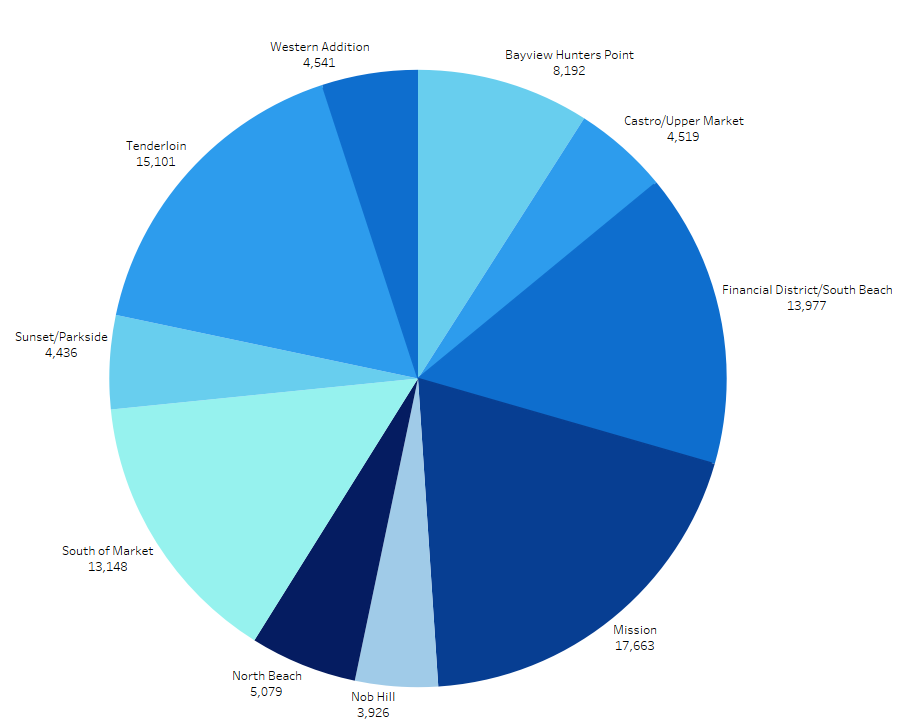 Western Addition
4,541
Bayview Hunters Point
8,192
Castro/Upper Market
4,519
Tenderloin
15,101
Financial District/South Beach
13,977
Sunset/Parkside
4,436
South of Market
13,148
Mission
17,663
North Beach
5,079
Nob Hill
3,926